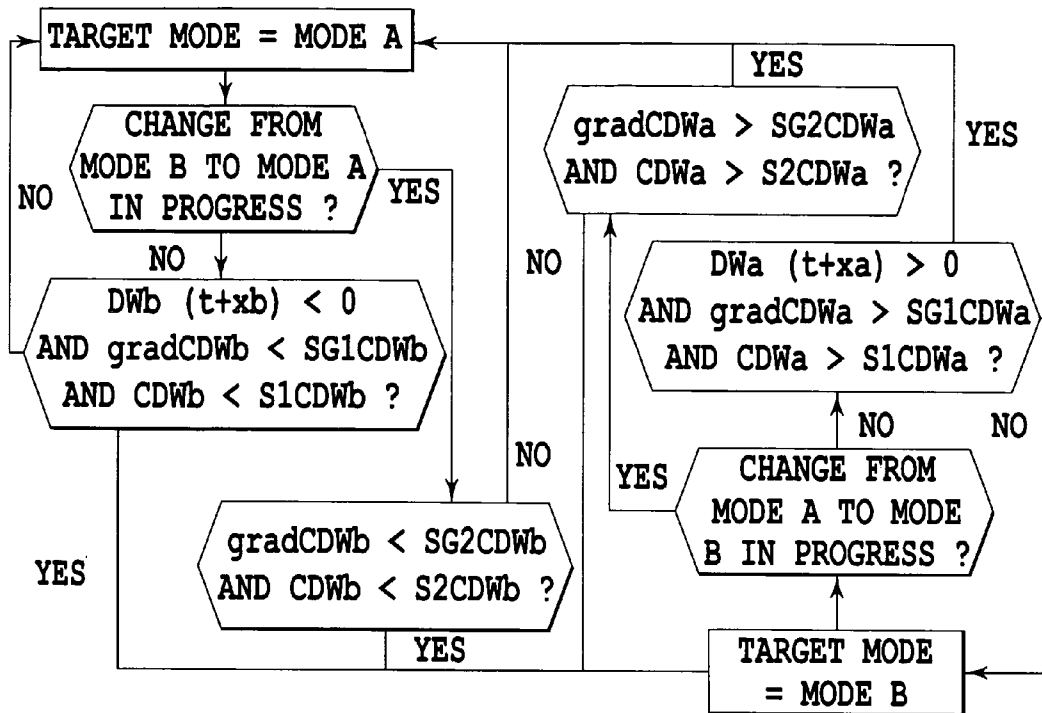 TARGET MODE = MODE A
CHANGE FROM
MODE B TO MODE A
IN PROGRESS ?
YES
NO
NO
DWb (t+xb) < 0
AND gradCDWb < SG1CDWb
AND CDWb < S1CDWb ?
YES
NO
gradCDWb < SG2CDWb
AND CDWb < S2CDWb ?
YES
YES
gradCDWa > SG2CDWa
AND CDWa > S2CDWa ?
NO
YES
DWa (t+xa) > 0
AND gradCDWa > SG1CDWa
AND CDWa > S1CDWa ?
NO
NO
YES
CHANGE FROM
MODE A TO MODE
B IN PROGRESS ?
TARGET MODE
= MODE B